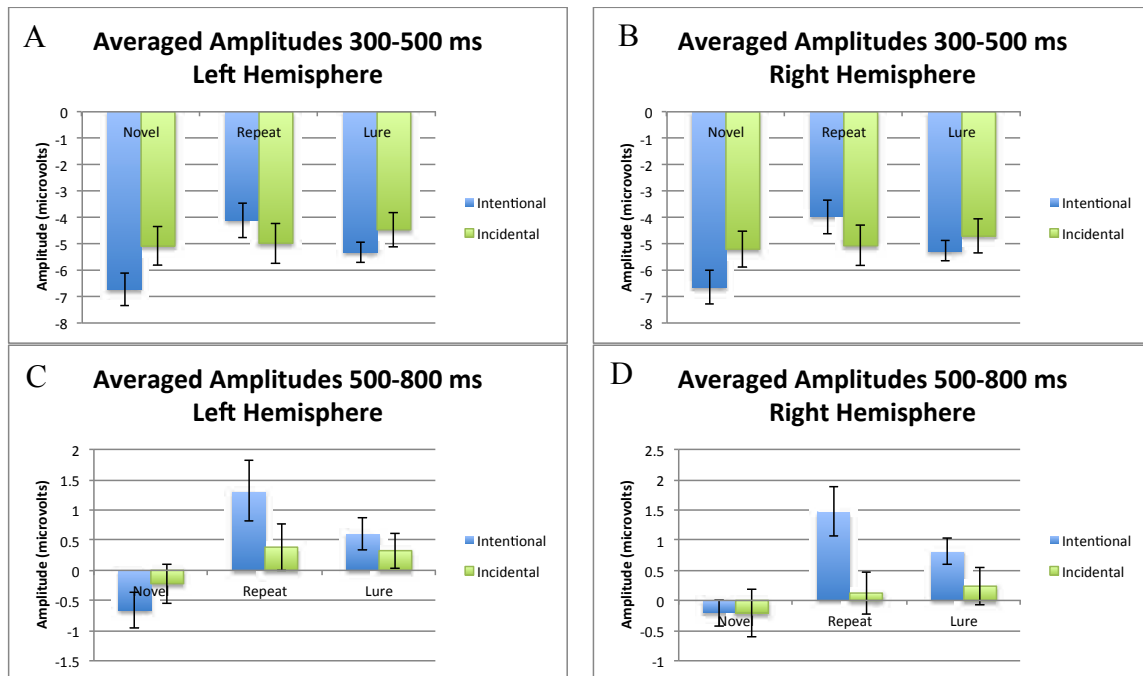 A
Averaged Amplitudes 300-500 ms
Left Hemisphere
Amplitude (microvolts)
0
-1
-2
-3
-4
-5
-6
-7
-8
Novel
Repeat
Lure
Intentional
Incidental
B
Averaged Amplitudes 300-500 ms
Right Hemisphere
Amplitude (microvolts)
0
-1
-2
-3
-4
-5
-6
-7
-8
Novel
Repeat
Lure
Intentional
Incidental
C
Averaged Amplitudes 500-800 ms
Left Hemisphere
Amplitude (microvolts)
2
1.5
1
0.5
0
-0.5
-1
-1.5
Novel
Repeat
Lure
Intentional
Incidental
D
Averaged Amplitudes 500-800 ms
Right Hemisphere
Amplitude (microvolts)
2.5
2
1.5
1
0.5
0
-0.5
-1
Novel
Repeat
Lure
Intentional
Incidental